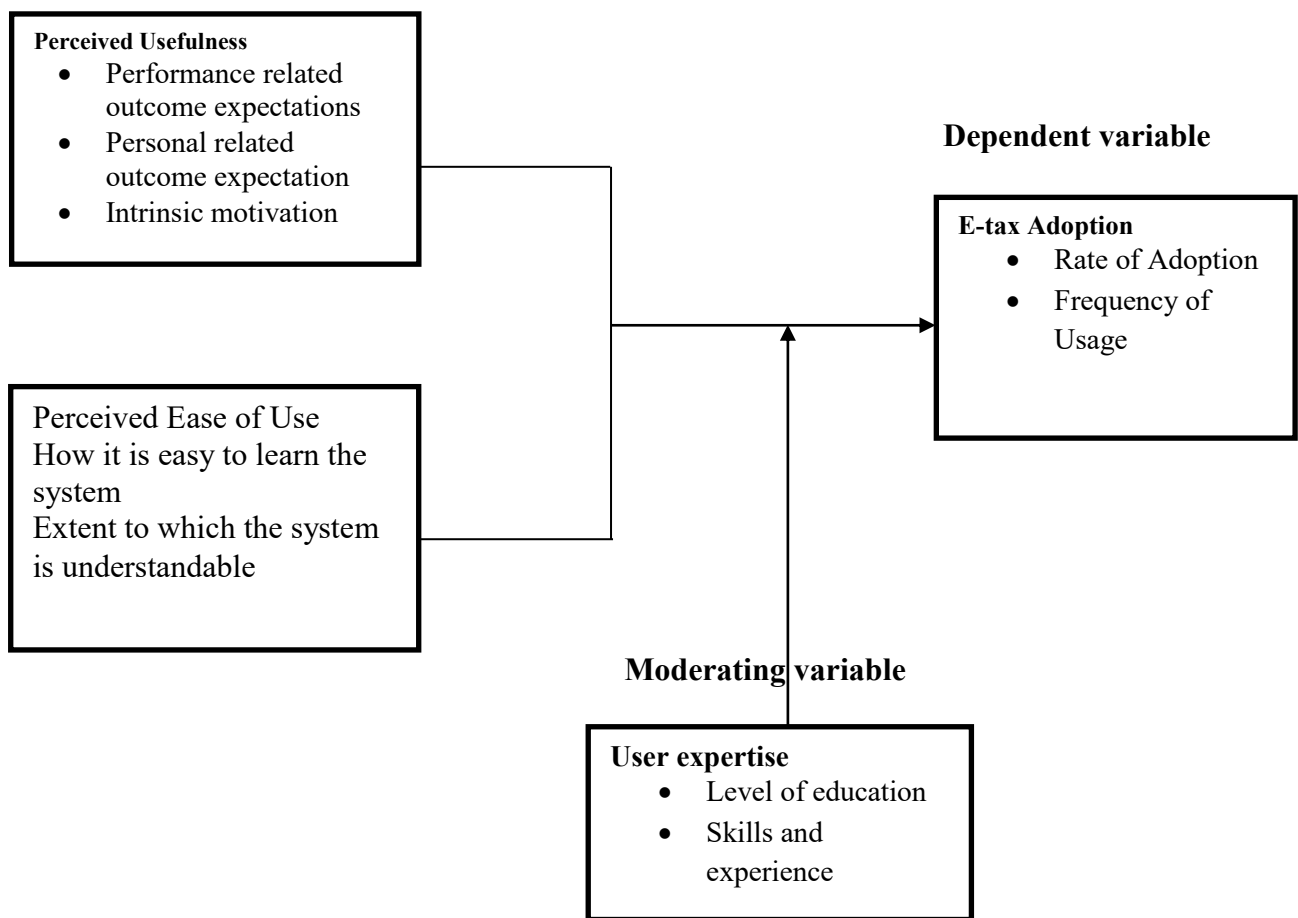 Perceived Usefulness
• Performance related
outcome expectations
• Personal related
outcome expectation
• Intrinsic motivation
Dependent variable
E-tax Adoption
• Rate of Adoption
• Frequency of
Usage
Perceived Ease of Use
How it is easy to learn the
system
Extent to which the system
is understandable
Moderating variable
User expertise
• Level of education
• Skills and
experience